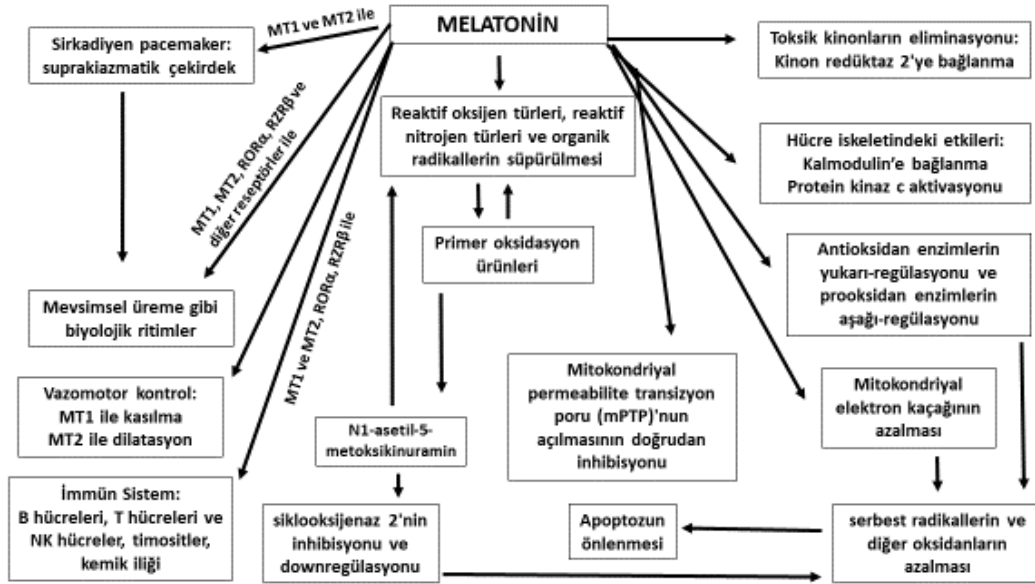 MELATONİN
MT1 ve MT2 ile
Sirkadiyen pacemaker:
suprakiazmatik çekirdek
Toksik kinonların eliminasyonu:
Kinon redüktaz 2'ye bağlanma
Reaktif oksijen türleri, reaktif
nitrojen türleri ve organik
radikallerin süpürülmesi
Hücre iskeletindeki etkileri:
Kalmodulin’e bağlanma
Protein kinaz c aktivasyonu
MT1, MT2, RORα, RZRβ ve
diğer reseptörler ile
MT1 ve MT2, RORα, RZRβ ile
Primer oksidasyon
ürünleri
Antioksidan enzimlerin
yukarı-regülasyonu ve
prooksidan enzimlerin
aşağı-regülasyonu
Mevsimsel üreme gibi
biyolojik ritimler
Vazomotor kontrol:
MT1 ile kasılma
MT2 ile dilatasyon
N1-asetil-5-
metoksikinuramin
Mitokondriyal
permeabilite transizyon
poru (mPTP)'nun
açılmasının doğrudan
inhibisyonu
Mitokondriyal
elektron kaçağının
azalması
İmmün Sistem:
B hücreleri, T hücreleri ve
NK hücreler, timositler,
kemik iliği
siklooksijenaz 2'nin
inhibisyonu ve
downregülasyonu
Apoptozun
önlenmesi
serbest radikallerin ve
diğer oksidanların
azalması